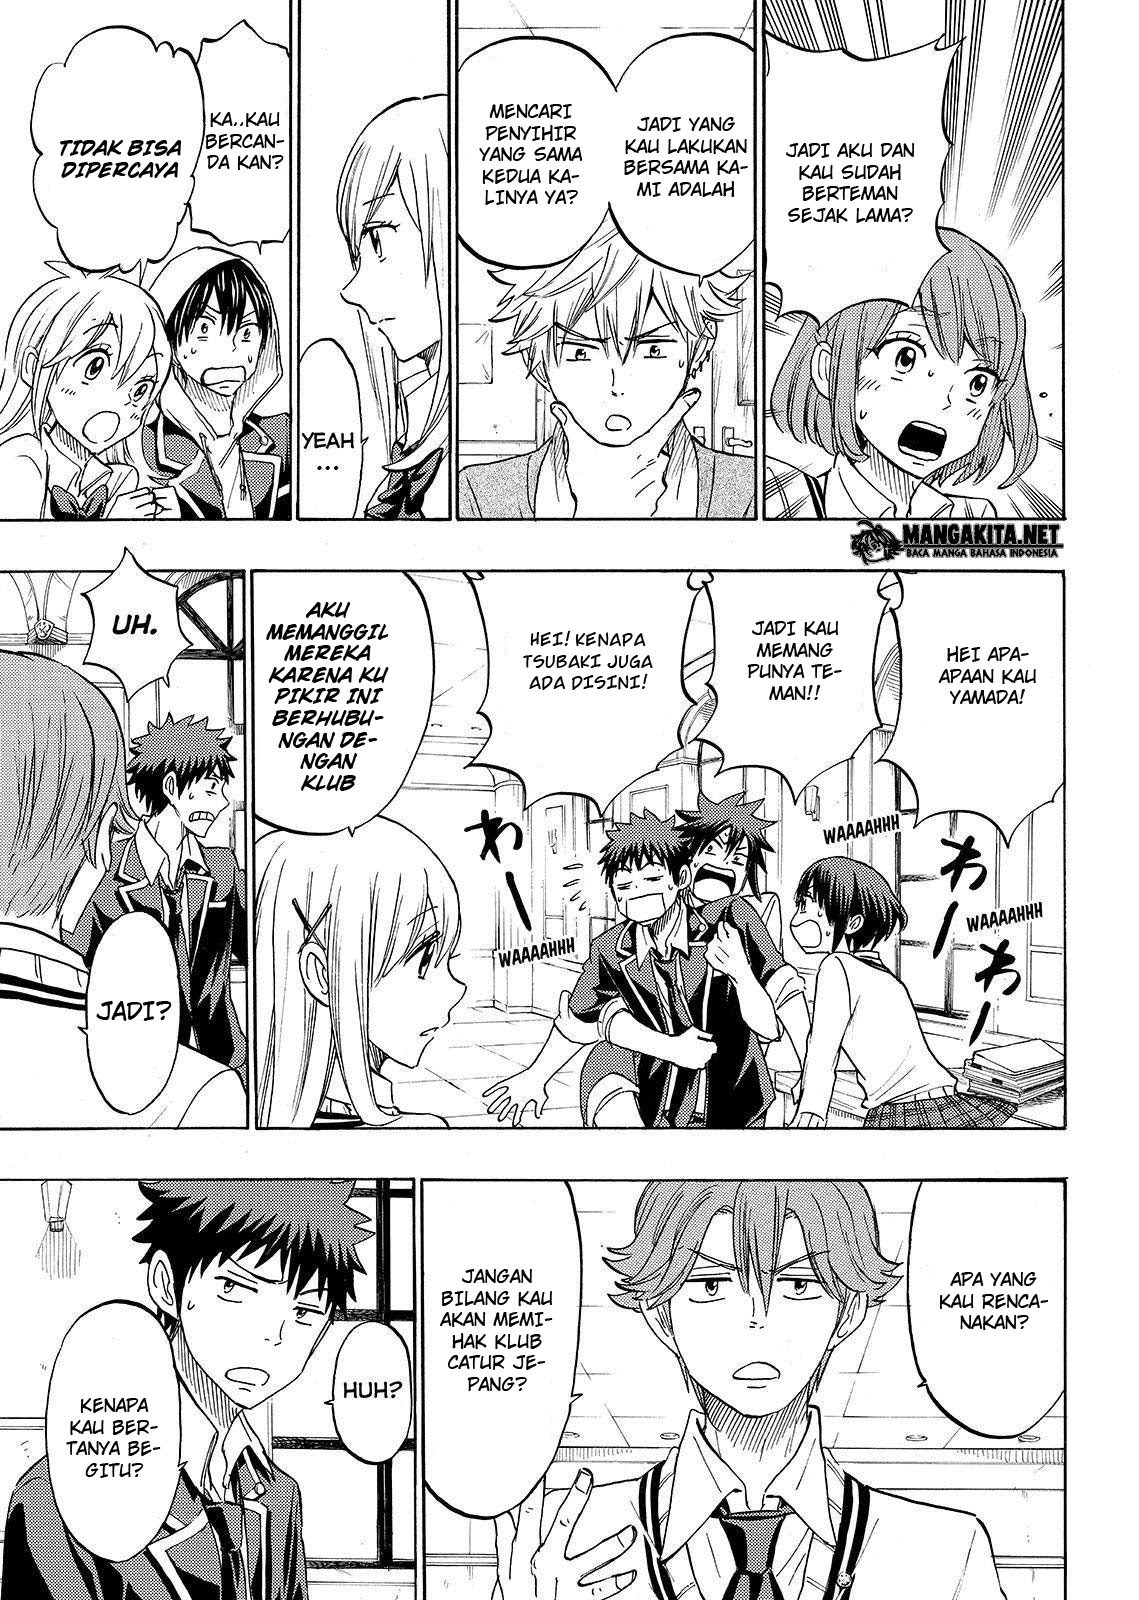 JADI AKU DAN
KAU SUDAH
BERTEMAN
SEJAK LAMA?
JADI YANG
KAU LAKUKAN
BERSAMA KA-
MI ADALAH
MENCARI
PENYIHIR
YANG SAMA
KEDUA KA-
LINYA YA?
YEAH
...
KA..KAU
BERCAN-
DA KAN?
TIDAK BISA
DIPERCAYA
MANGAKITA.NET
BACA MANGA BAHASA INDONESIA
HEI APA-
APAAN KAU
YAMADA!
JADI KAU
MEMANG
PUNYA TE-
MAN!!
HEI! KENAPA
TSUBAKI JUGA
ADA DISINI!
わー
WAAAAHHH
わー
WAAAAHHH
わー
WAAAAHHH
AKU
MEMANGGIL
MEREKA
KARENA KU
PIKIR INI
BERHUBU-
NGAN DE-
NGAN
KLUB
UH.
JADI?
APA YANG
KAU RENCA-
NAKAN?
JANGAN
BILANG KAU
AKAN MEMI-
HAK KLUB
CATUR JE-
PANG?
HUH?
KENAPA
KAU BER-
TANYA BE-
GITU?